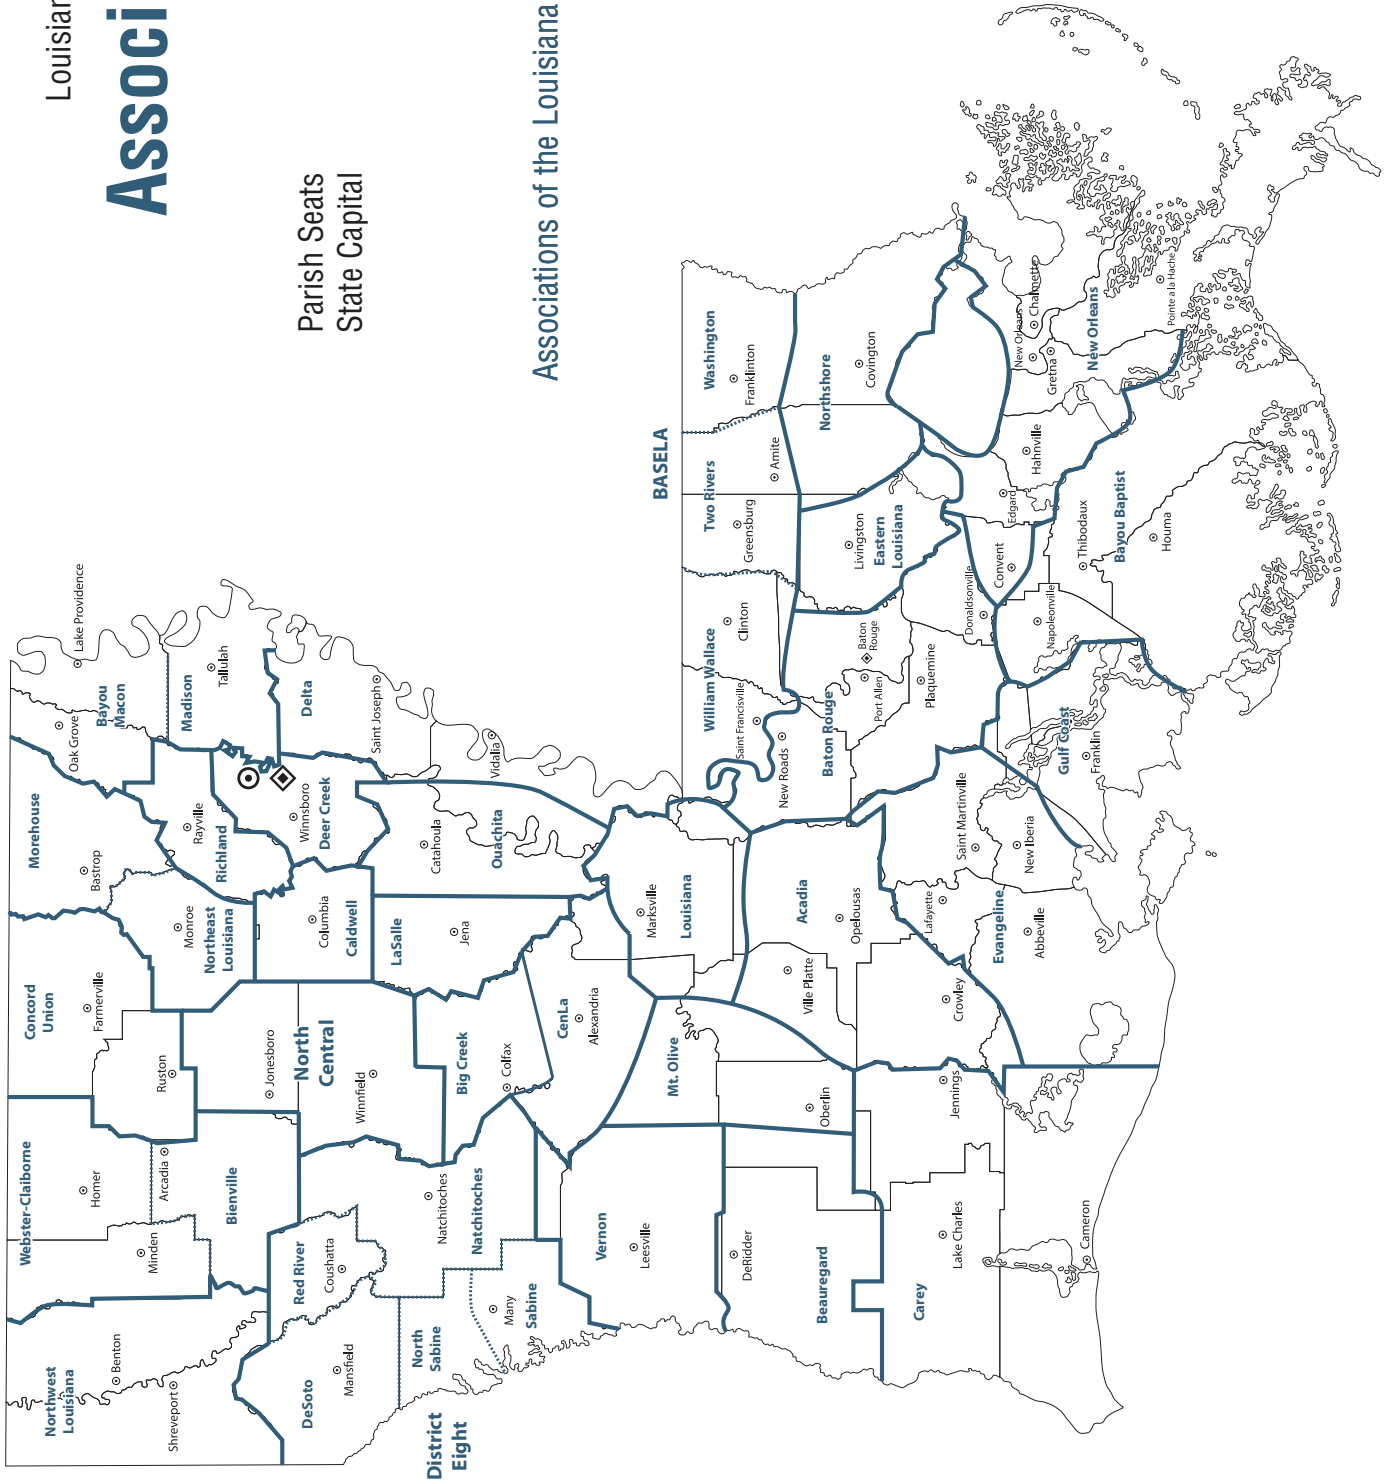 Louisian
Associ
Parish Seats
State Capital
Associations of the Louisiana
Northwest
Louisiana
Benton
Shreveport
Webster-Claiborne
Homer
Minden
Arcadia
Bienville
Concord
Union
Farmerville
Ruston
Morehouse
Bastrop
Monroe
Northeast
Louisiana
Oak Grove
Bayou
Macon
Lake Providence
Madison
Tallulah
Richland
Rayville
Delta
Saint Joseph
Winnsboro
Deer Creek
Columbia
Caldwell
Jonesboro
North
Central
Winnfield
Red River
Coushatta
DeSoto
Mansfield
North
Sabine
District
Eight
Natchitoches
Natchitoches
Many
Sabine
Big Creek
Colfax
LaSalle
Jena
Catahoula
Ouachita
Vidalia
CenLa
Alexandria
Vernon
Leesville
Marksville
Louisiana
Mt. Olive
Oberlin
DeRidder
Beauregard
Acadia
Ville Platte
Opelousas
BASELA
William Wallace
Saint Francisville
Clinton
New Roads
Two Rivers
Greensburg
Amite
Washington
Franklinton
Northshore
Covington
Baton Rouge
Baton
Rouge
Port Allen
Plaquemine
Livingston
Eastern
Louisiana
Carey
Lake Charles
Cameron
Jennings
Crowley
Lafayette
Evangeline
Abbeville
Saint Martinville
New Iberia
Gulf Coast
Franklin
Donaldsonville
Convent
Napoleonville
Edgard
Hahnville
Thibodaux
Bayou Baptist
Houma
New Orleans
Chalmette
Gretna
New Orleans
Pointe a la Hache